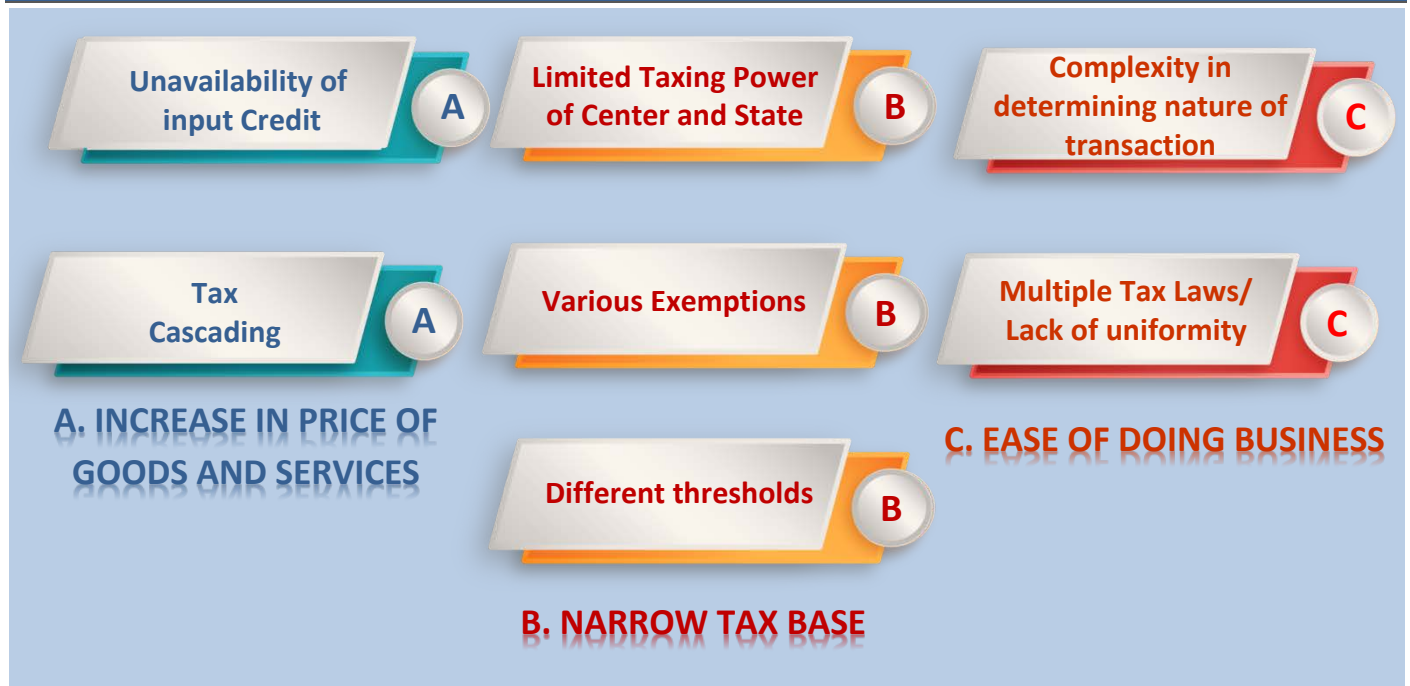 Unavailability of
input Credit
A
Limited Taxing Power
of Center and State
B
Complexity in
determining nature of
transaction
C
Tax
Cascading
A
Various Exemptions
B
Multiple Tax Laws/
Lack of uniformity
C
A. INCREASE IN PRICE OF
GOODS AND SERVICES
C. EASE OF DOING BUSINESS
Different thresholds
B
B. NARROW TAX BASE